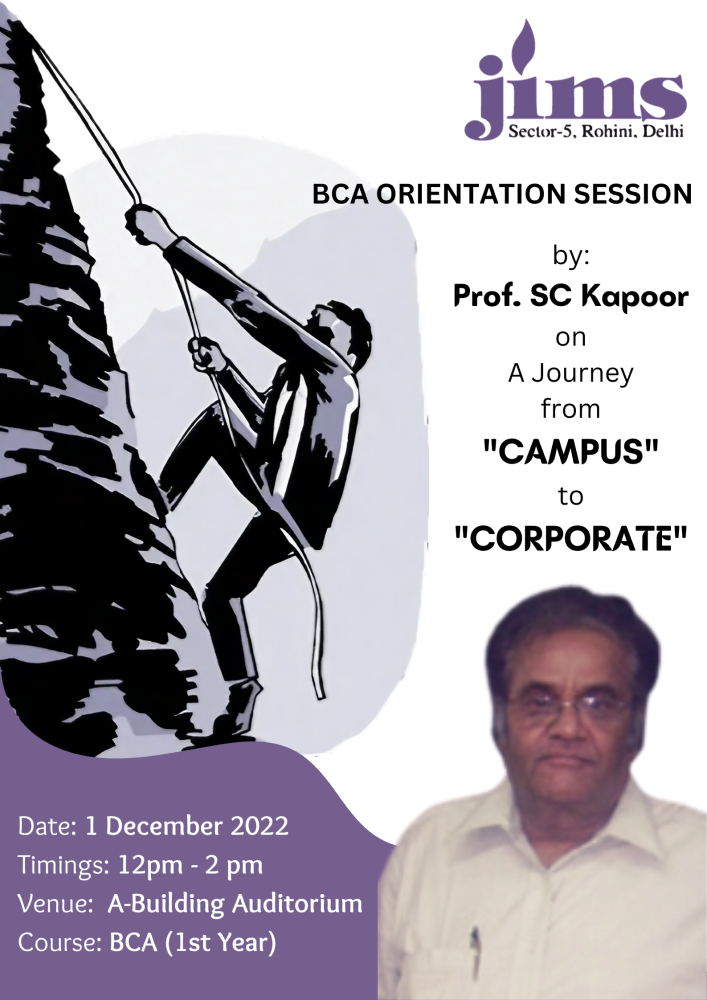 jims
Sector-5, Rohini, Delhi
BCA ORIENTATION SESSION
by:
Prof. SC Kapoor
on
A Journey
from
"CAMPUS"
to
"CORPORATE"
Date: 1 December 2022
Timings: 12pm - 2 pm
Venue: A-Building Auditorium
Course: BCA (1st Year)